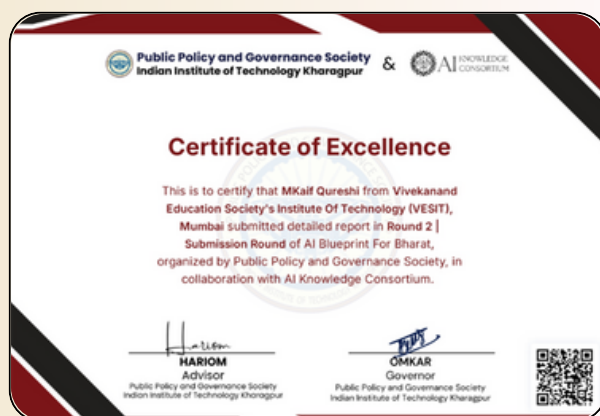 Public Policy and Governance Society
Indian Institute of Technology Kharagpur
&
AI KNOWLEDGE CONSORTIUM
Certificate of Excellence
This is to certify that MKaif Qureshi from Vivekanand
Education Society's Institute Of Technology (VESIT),
Mumbai submitted detailed report in Round 2 |
Submission Round of AI Blueprint For Bharat,
organized by Public Policy and Governance Society, in
collaboration with AI Knowledge Consortium.
Hariom
HARIOM
Advisor
Public Policy and Governance Society
Indian Institute of Technology Kharagpur
OMKAR
Governor
Public Policy and Governance Society
Indian Institute of Technology Kharagpur